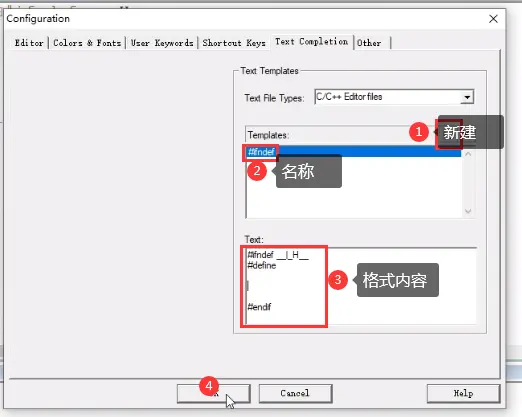 Configuration
Editor Colors & Fonts User Keywords Shortcut Keys Text Completion Other
Text Templates
Text File Types: C/C++ Editor files
Templates: 1 新建
#ifndef
2 名称
Text:
#ifndef __|_H__
#define
3 格式内容
#endif
4
Cancel Help